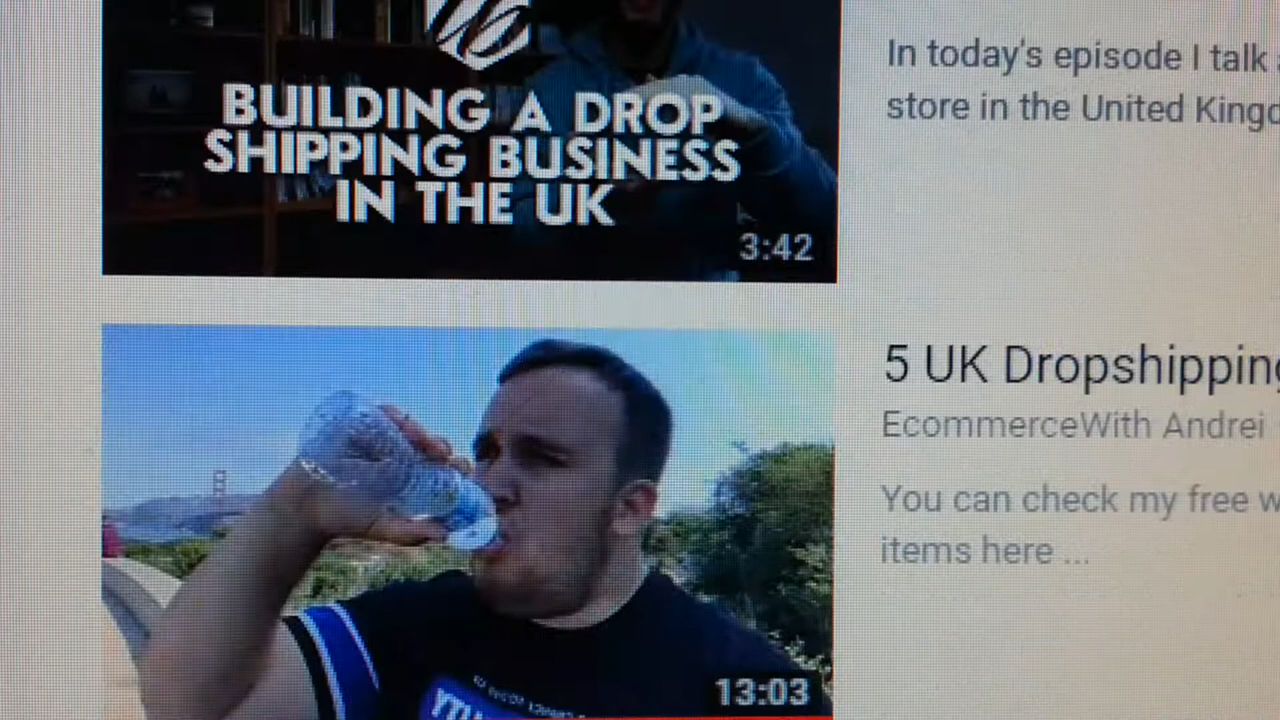 In today's episode I talk
store in the United Kingd
BUILDING A DROP
SHIPPING BUSINESS
IN THE UK
3:42
5 UK Dropshipping
EcommerceWith Andrei
You can check my free w
items here ...
13:03